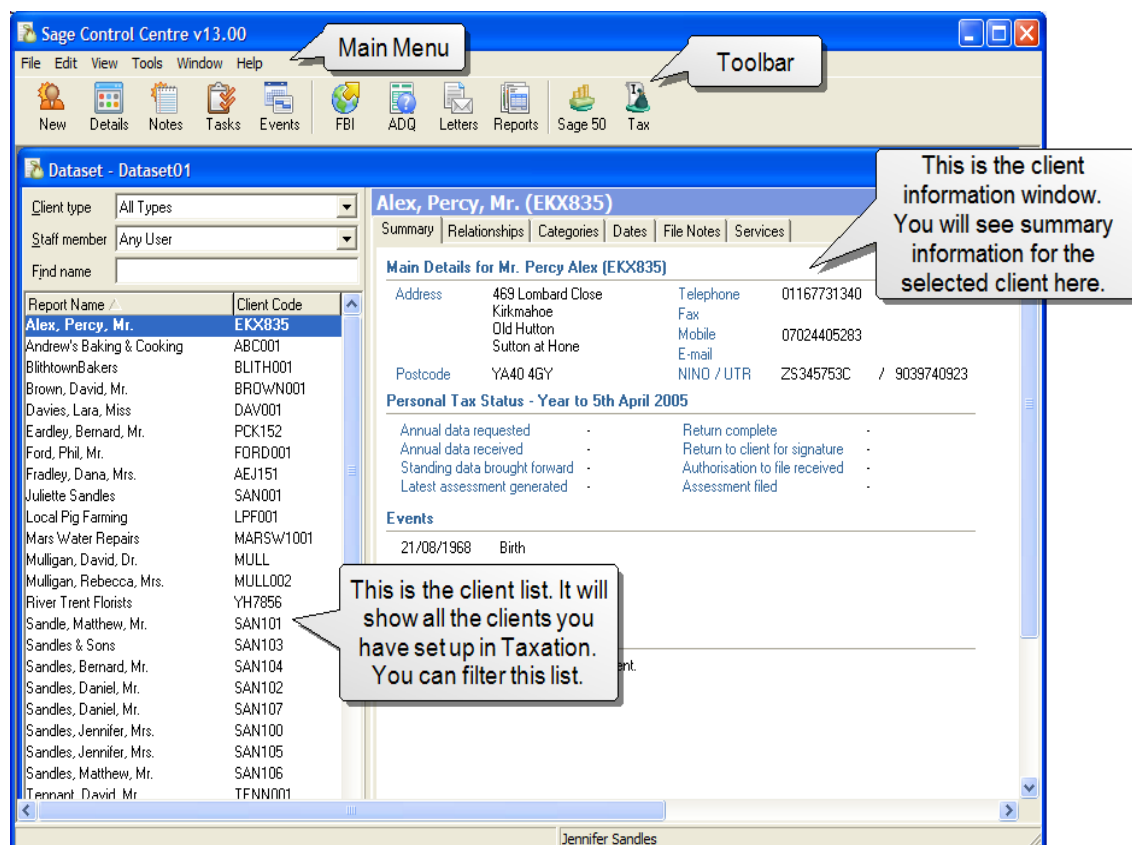 Sage Control Centre v13.00
Main Menu
Toolbar
File Edit View Tools Window Help
New Details Notes Tasks Events FBI ADQ Letters Reports Sage 50 Tax
Dataset - Dataset01
Client type All Types
Staff member Any User
Find name
Report Name Client Code
Alex, Percy, Mr. EKX835
Andrew's Baking & Cooking ABC001
BlithtownBakers BLITH001
Brown, David, Mr. BROWN001
Davies, Lara, Miss DAV001
Eardley, Bernard, Mr. PCK152
Ford, Phil, Mr. FORD001
Fradley, Dana, Mrs. AEJ151
Juliette Sandles SAN001
Local Pig Farming LPF001
Mars Water Repairs MARSW1001
Mulligan, David, Dr. MULL
Mulligan, Rebecca, Mrs. MULL002
River Trent Florists YH7856
Sandle, Matthew, Mr. SAN101
Sandles & Sons SAN103
Sandles, Bernard, Mr. SAN104
Sandles, Daniel, Mr. SAN102
Sandles, Daniel, Mr. SAN107
Sandles, Jennifer, Mrs. SAN100
Sandles, Jennifer, Mrs. SAN105
Sandles, Matthew, Mr. SAN106
Tennant, David, Mr. TENN001
Alex, Percy, Mr. (EKX835)
Summary Relationships Categories Dates File Notes Services
Main Details for Mr. Percy Alex (EKX835)
Address 469 Lombard Close Telephone 01167731340
Kirkmahoe Fax
Old Hutton Mobile 07024405283
Sutton at Hone E-mail
Postcode YA40 4GY NINO / UTR ZS345753C / 9039740923
Personal Tax Status - Year to 5th April 2005
Annual data requested - Return complete -
Annual data received - Return to client for signature -
Standing data brought forward - Authorisation to file received -
Latest assessment generated - Assessment filed -
Events
21/08/1968 Birth
ent.
This is the client
information window.
You will see summary
information for the
selected client here.
This is the client list. It will
show all the clients you
have set up in Taxation.
You can filter this list.
Jennifer Sandles